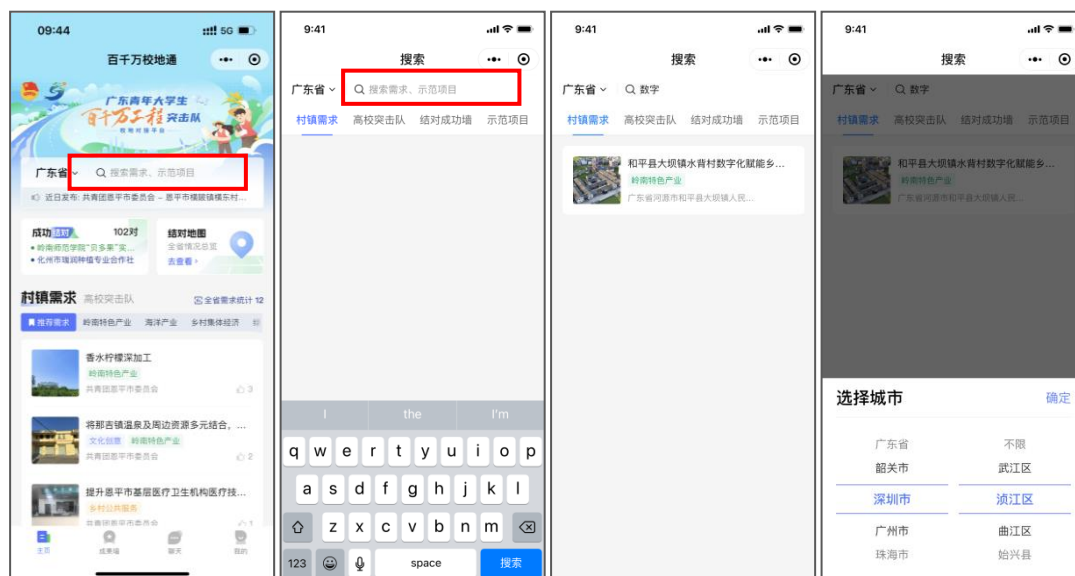 09:44
5G
百千万校地通
广东青年大学生
百千万工程突击队
校地对接平台
广东省
搜索需求、示范项目
近日发布: 共青团恩平市委员会 – 恩平市横陂镇横东村...
成功结对 102对
岭南师范学院"贝多果"实...
化州市瑞润种植专业合作社
结对地图
全省情况总览
去查看
村镇需求 高校突击队 全省需求统计 12
推荐需求 岭南特色产业 海洋产业 乡村集体经济
香水柠檬深加工
岭南特色产业
共青团恩平市委员会 3
将那吉镇温泉及周边资源多元结合，...
文化创意 岭南特色产业
共青团恩平市委员会 2
提升恩平市基层医疗卫生机构医疗技...
乡村公共服务
共青团恩平市委员会 1
主页 成果墙 聊天 我的
9:41
搜索
广东省 搜索需求、示范项目
村镇需求 高校突击队 结对成功墙 示范项目
I the I'm
q w e r t y u i o p
a s d f g h j k l
z x c v b n m
123 space 搜索
9:41
搜索
广东省 数字
村镇需求 高校突击队 结对成功墙 示范项目
和平县大坝镇水背村数字化赋能乡...
岭南特色产业
广东省河源市和平县大坝镇人民...
9:41
搜索
广东省 数字
村镇需求 高校突击队 结对成功墙 示范项目
和平县大坝镇水背村数字化赋能乡...
岭南特色产业
广东省河源市和平县大坝镇人民...
选择城市 确定
广东省 不限
韶关市 武江区
深圳市 浈江区
广州市 曲江区
珠海市 始兴县